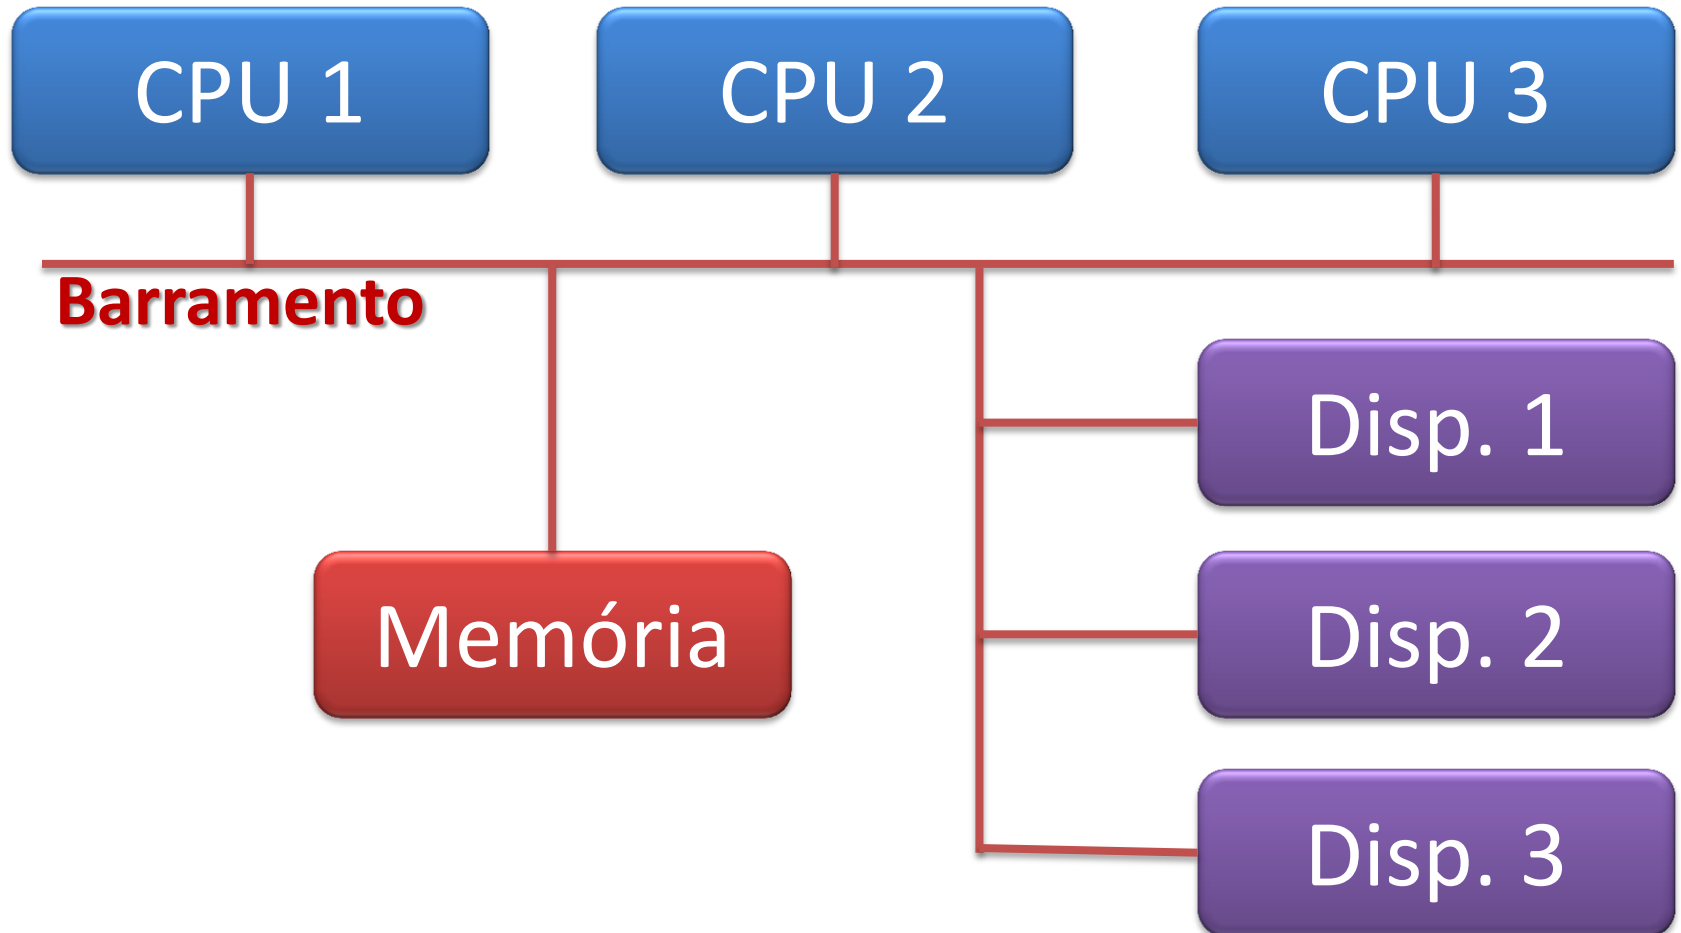 CPU 1
CPU 2
CPU 3
Barramento
Disp. 1
Memória
Disp. 2
Disp. 3